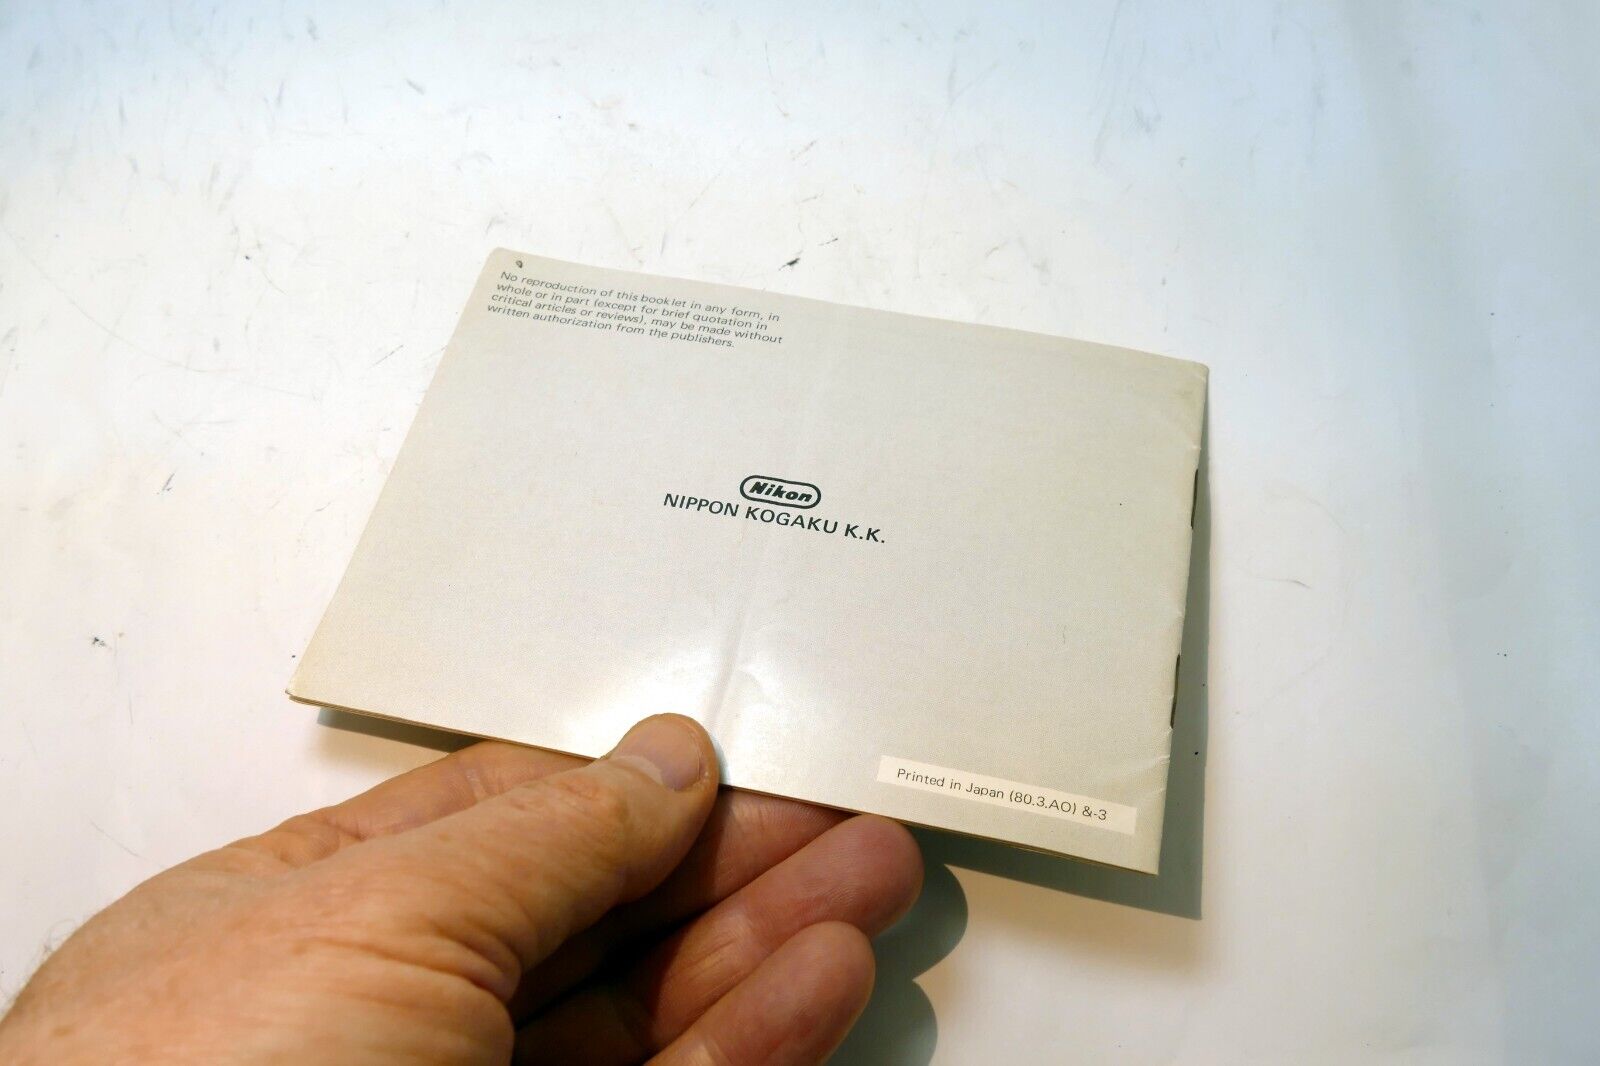 No reproduction of this booklet in any form, in
whole or in part (except for brief quotation in
critical articles or reviews), may be made without
written authorization from the publishers.
Nikon
NIPPON KOGAKU K.K.
Printed in Japan (80.3.AO) &-3